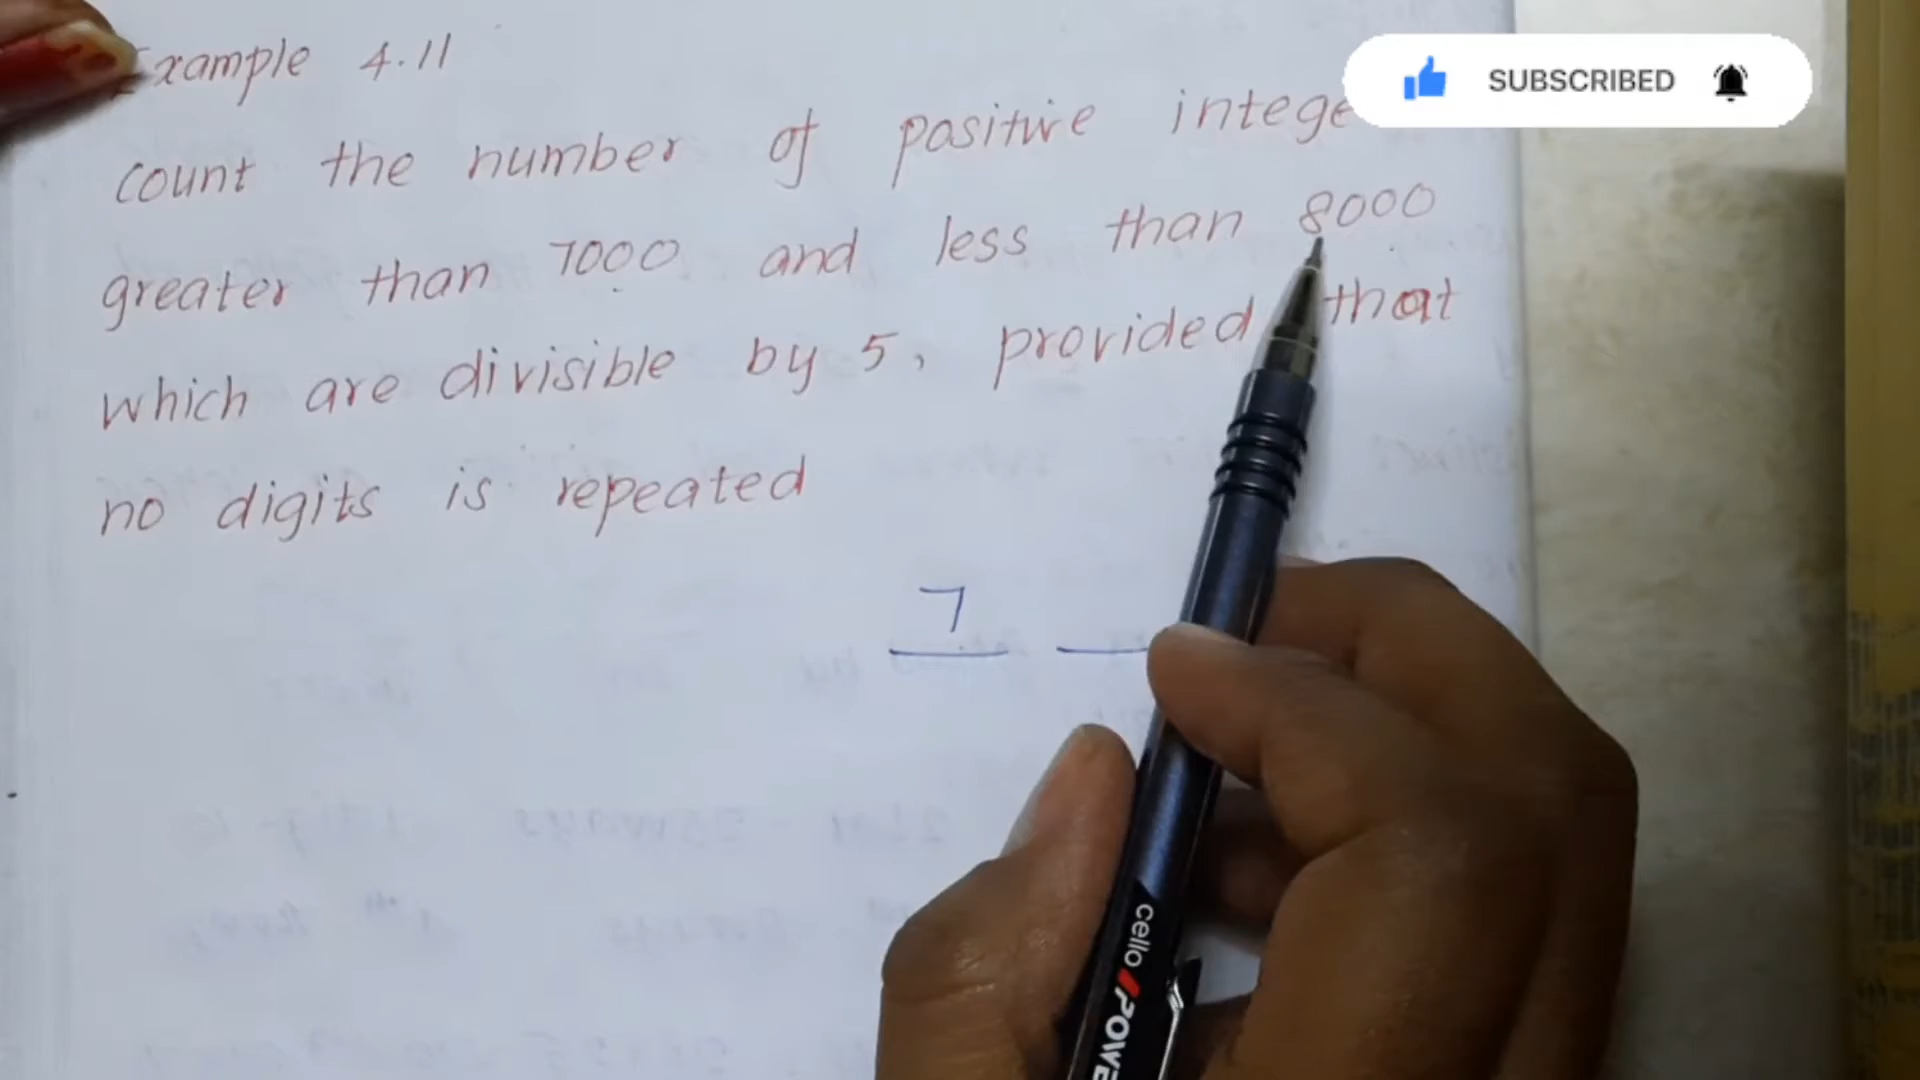 Example 4.11
SUBSCRIBED
count the number of positive intege
greater than 7000 and less than 8000
which are divisible by 5, provided that
no digits is repeated
7
cello POWE